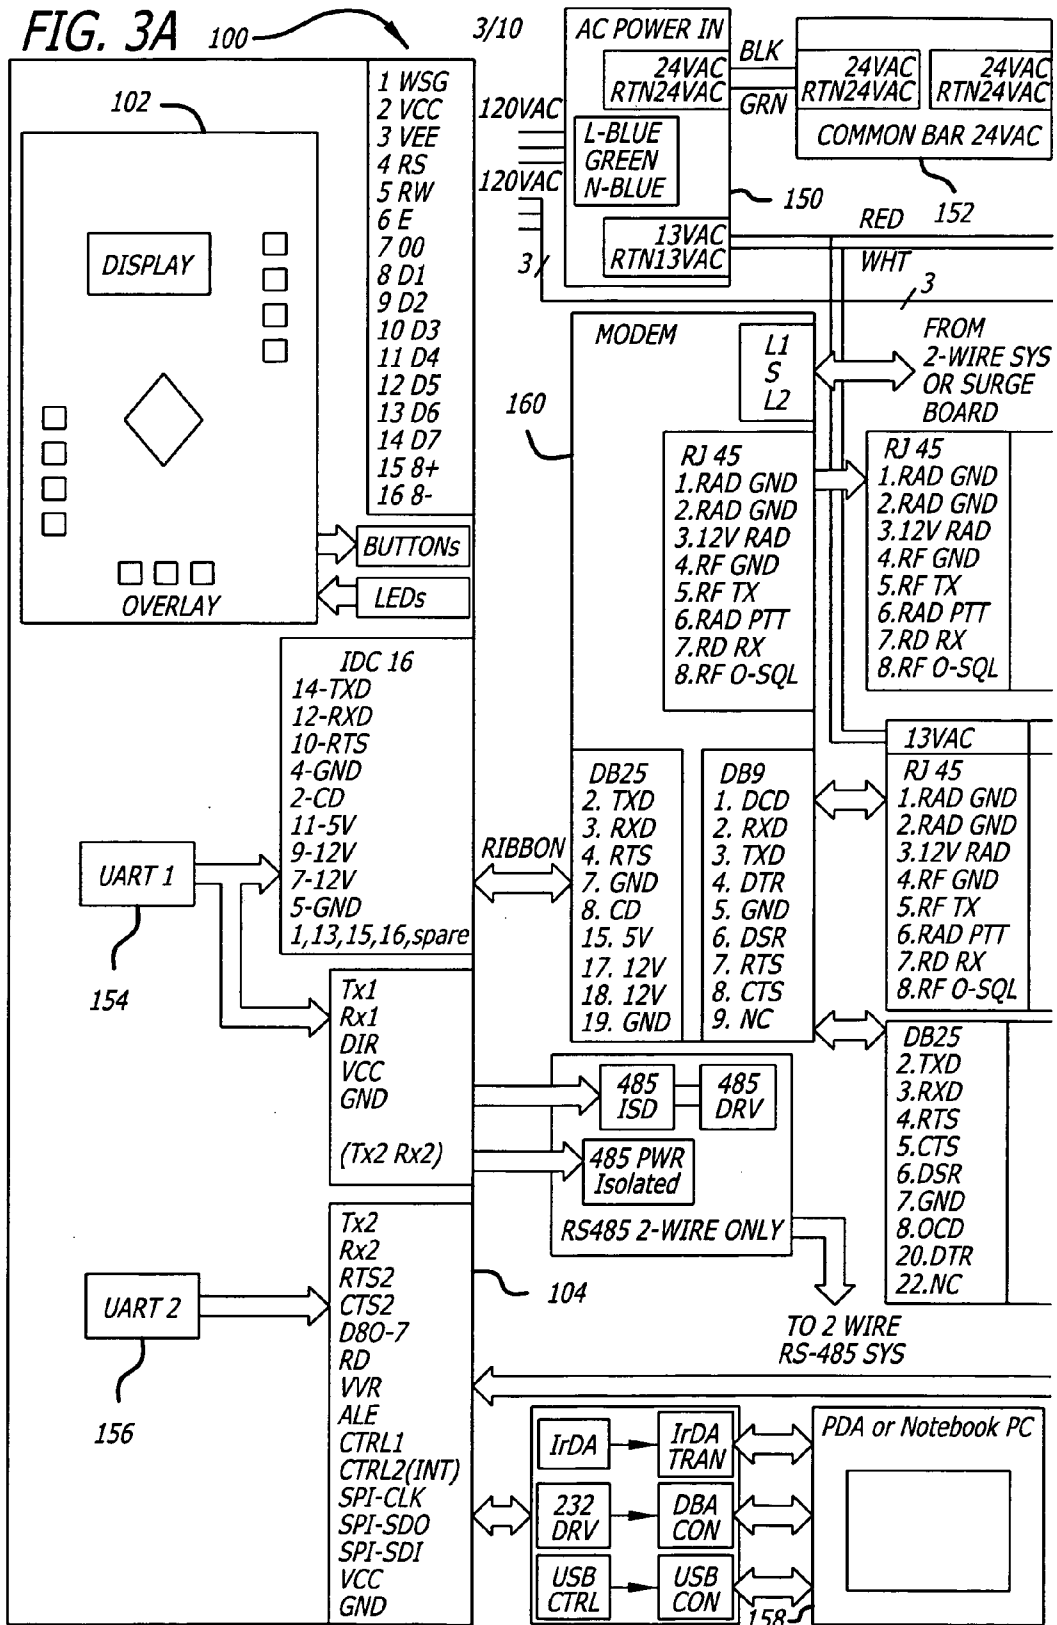 FIG. 3A
100
3/10
102
DISPLAY
OVERLAY
1 WSG
2 VCC
3 VEE
4 RS
5 RW
6 E
7 00
8 D1
9 D2
10 D3
11 D4
12 D5
13 D6
14 D7
15 8+
16 8-
BUTTONs
LEDs
120VAC
120VAC
3
AC POWER IN
24VAC
RTN24VAC
L-BLUE
GREEN
N-BLUE
13VAC
RTN13VAC
150
BLK
GRN
24VAC
RTN24VAC
24VAC
RTN24VAC
COMMON BAR 24VAC
152
RED
WHT
3
MODEM
160
L1
S
L2
FROM
2-WIRE SYS
OR SURGE
BOARD
RJ 45
1.RAD GND
2.RAD GND
3.12V RAD
4.RF GND
5.RF TX
6.RAD PTT
7.RD RX
8.RF O-SQL
RJ 45
1.RAD GND
2.RAD GND
3.12V RAD
4.RF GND
5.RF TX
6.RAD PTT
7.RD RX
8.RF O-SQL
IDC 16
14-TXD
12-RXD
10-RTS
4-GND
2-CD
11-5V
9-12V
7-12V
5-GND
1,13,15,16,spare
UART 1
154
RIBBON
DB25
2. TXD
3. RXD
4. RTS
7. GND
8. CD
15. 5V
17. 12V
18. 12V
19. GND
DB9
1. DCD
2. RXD
3. TXD
4. DTR
5. GND
6. DSR
7. RTS
8. CTS
9. NC
13VAC
RJ 45
1.RAD GND
2.RAD GND
3.12V RAD
4.RF GND
5.RF TX
6.RAD PTT
7.RD RX
8.RF O-SQL
Tx1
Rx1
DIR
VCC
GND
(Tx2 Rx2)
485
ISD
485
DRV
485 PWR
Isolated
RS485 2-WIRE ONLY
DB25
2.TXD
3.RXD
4.RTS
5.CTS
6.DSR
7.GND
8.OCD
20.DTR
22.NC
TO 2 WIRE
RS-485 SYS
UART 2
156
104
Tx2
Rx2
RTS2
CTS2
D80-7
RD
VVR
ALE
CTRL1
CTRL2(INT)
SPI-CLK
SPI-SDO
SPI-SDI
VCC
GND
IrDA
IrDA
TRAN
232
DRV
DBA
CON
USB
CTRL
USB
CON
PDA or Notebook PC
158